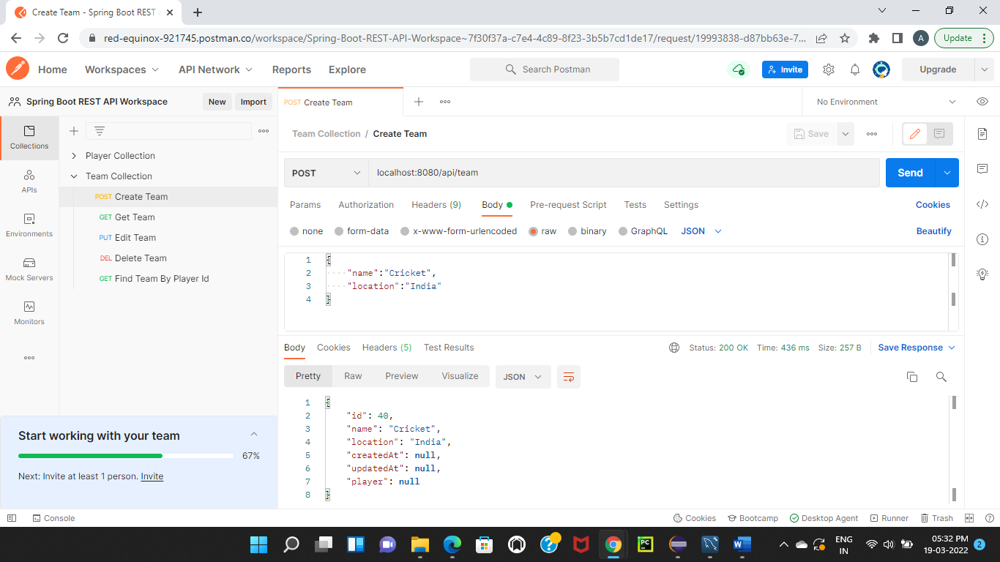 Create Team - Spring Boot REST A
red-equinox-921745.postman.co/workspace/Spring-Boot-REST-API-Workspace~7f30f37a-c7e4-4c89-8f23-3b5b7cd1de17/request/19993838-d87bb63e-7...
A
Update
Home
Workspaces
API Network
Reports
Explore
Search Postman
Invite
Upgrade
Spring Boot REST API Workspace
New
Import
POST Create Team
No Environment
Collections
APIs
Environments
Mock Servers
Monitors
Player Collection
Team Collection
POST Create Team
GET Get Team
PUT Edit Team
DEL Delete Team
GET Find Team By Player Id
Team Collection / Create Team
Save
POST
localhost:8080/api/team
Send
Params
Authorization
Headers (9)
Body
Pre-request Script
Tests
Settings
Cookies
none
form-data
x-www-form-urlencoded
raw
binary
GraphQL
JSON
Beautify
1 {
2 ····"name":"Cricket",
3 ····"location":"India"
4 }
Body
Cookies
Headers (5)
Test Results
Status: 200 OK
Time: 436 ms
Size: 257 B
Save Response
Pretty
Raw
Preview
Visualize
JSON
1 {
2 "id": 40,
3 "name": "Cricket",
4 "location": "India",
5 "createdAt": null,
6 "updatedAt": null,
7 "player": null
8 }
Start working with your team
67%
Next: Invite at least 1 person. Invite
Console
Cookies
Bootcamp
Desktop Agent
Runner
Trash
PC
W
ENG
IN
05:32 PM
19-03-2022
2